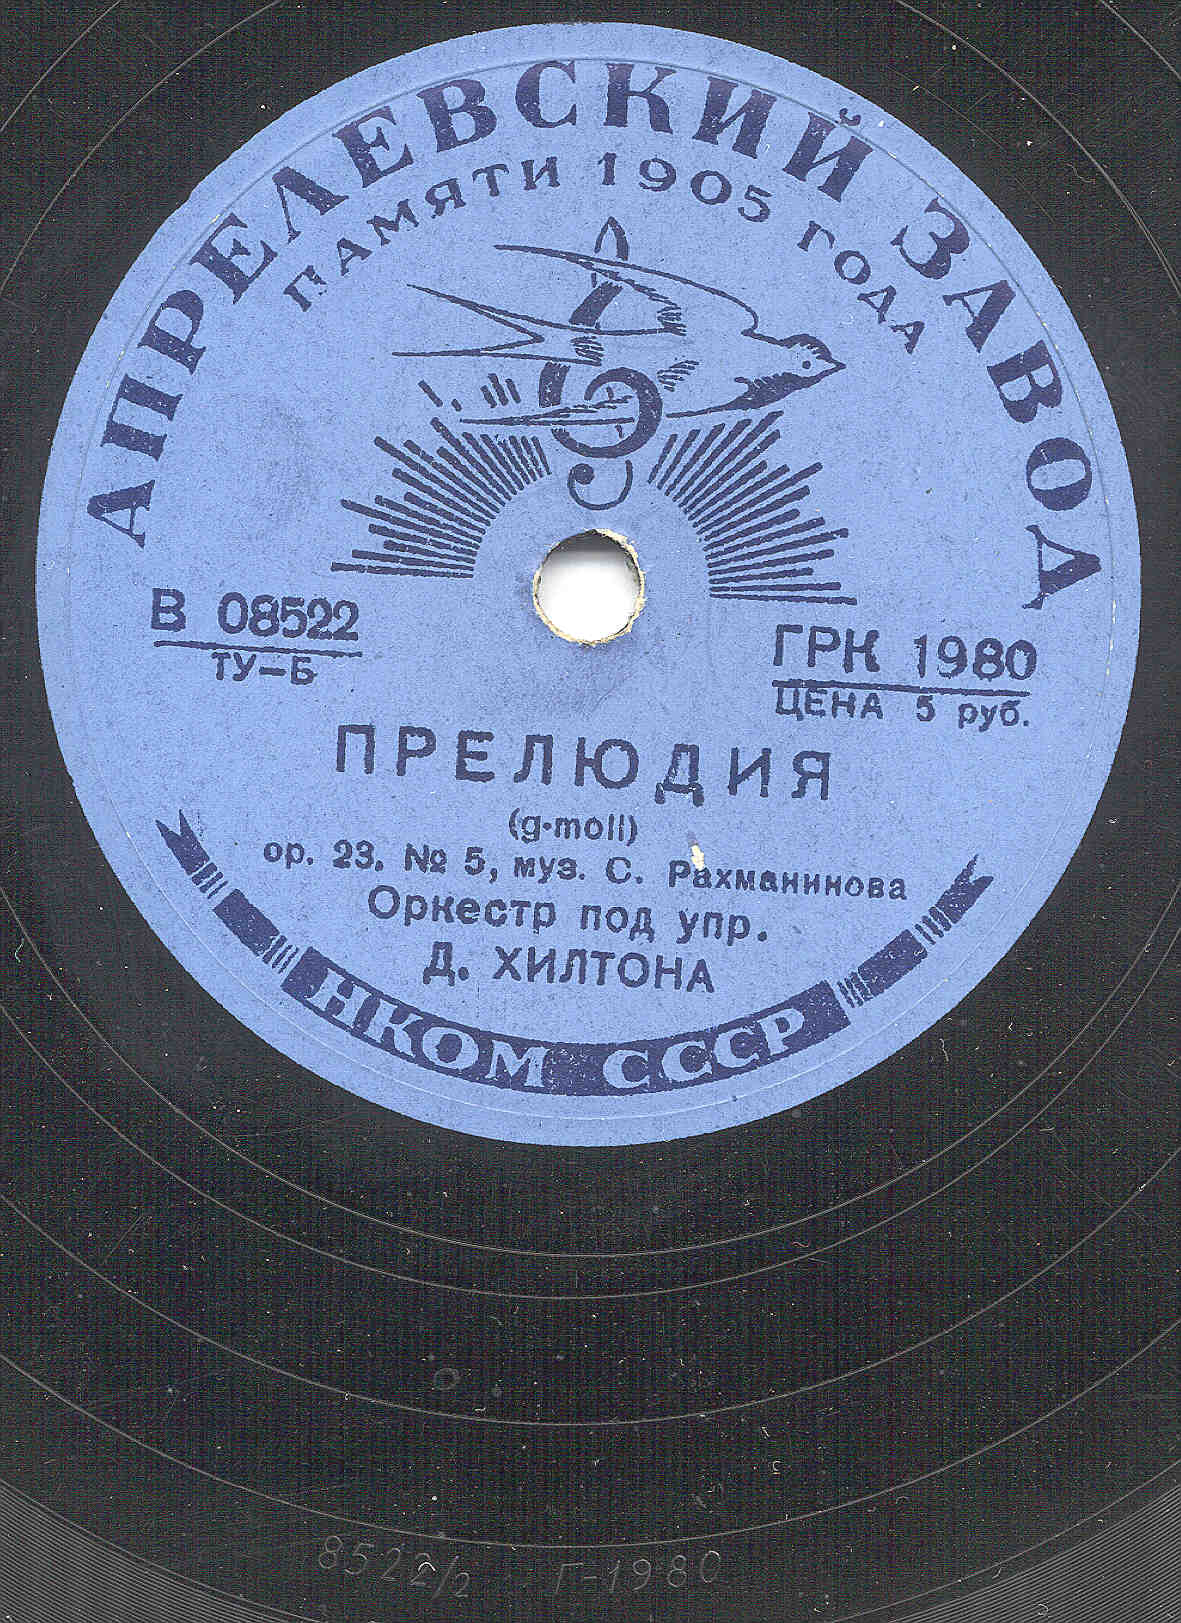 АПРЕЛЕВСКИЙ ЗАВОД
ПАМЯТИ 1905 ГОДА
В 08522
ТУ–Б
ГРК 1980
ЦЕНА 5 руб.
ПРЕЛЮДИЯ
(g-moll)
ор. 23. № 5, муз. С. Рахманинова
Оркестр под упр.
Д. ХИЛТОНА
НКОМ СССР
8522/2 Г-1980